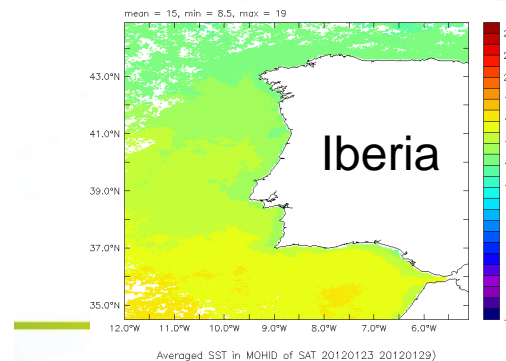 mean = 15, min = 8.5, max = 19
43.0°N
41.0°N
Iberia
39.0°N
37.0°N
35.0°N
12.0°W 11.0°W 10.0°W 9.0°W 8.0°W 7.0°W 6.0°W
Averaged SST in MOHID of SAT 20120123 20120129)